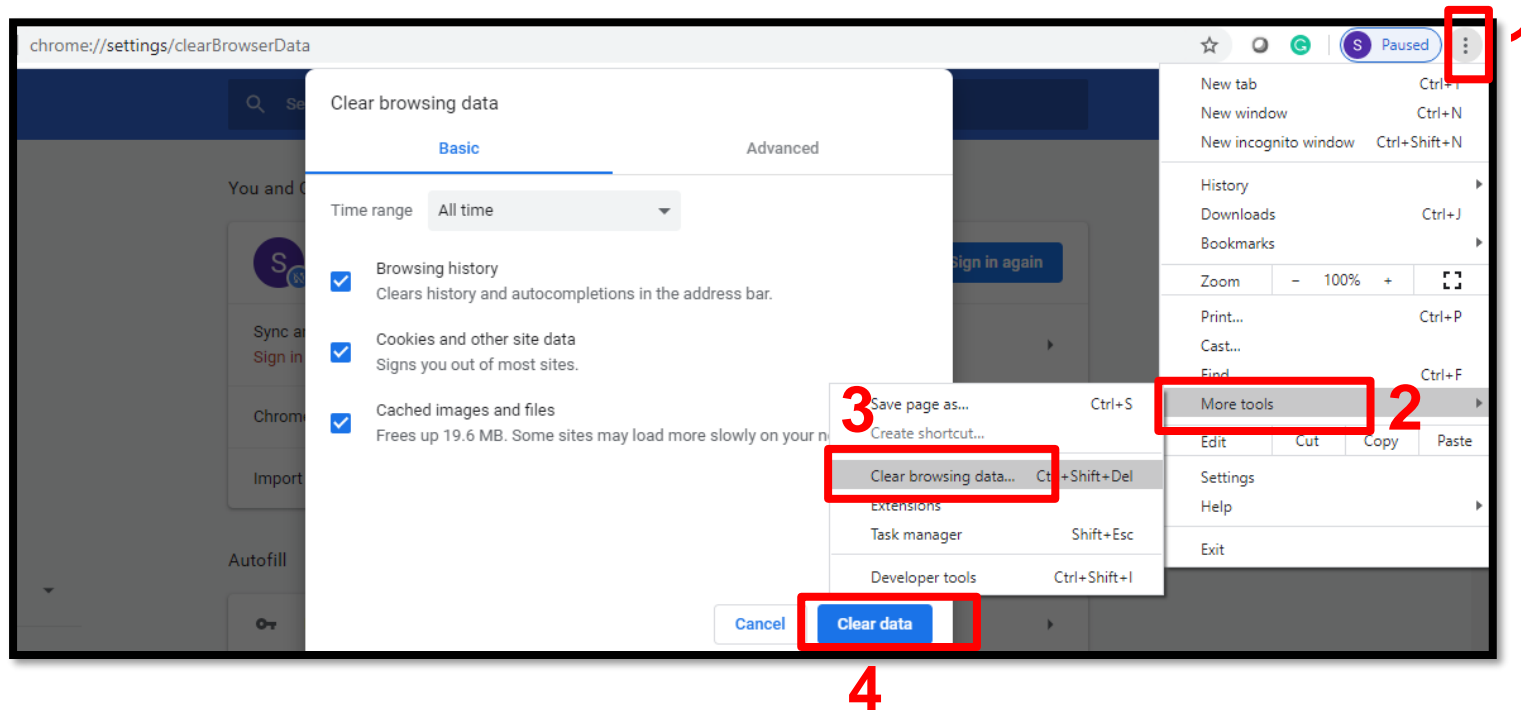 chrome://settings/clearBrowserData
S Paused
1
Se
Clear browsing data
Basic Advanced
You and
Time range All time
S
Browsing history
Clears history and autocompletions in the address bar.
Sign in again
Sync
Sign in
Cookies and other site data
Signs you out of most sites.
Chrom
Cached images and files
Frees up 19.6 MB. Some sites may load more slowly on your
Import
Autofill
Cancel Clear data
4
New tab
New window Ctrl+N
New incognito window Ctrl+Shift+N
History
Downloads Ctrl+J
Bookmarks
Zoom – 100% +
Print... Ctrl+P
Cast...
Find Ctrl+F
More tools 2
Edit Cut Copy Paste
Settings
Help
Exit
3
Save page as... Ctrl+S
Create shortcut...
Clear browsing data... Ctrl+Shift+Del
Extensions
Task manager Shift+Esc
Developer tools Ctrl+Shift+I